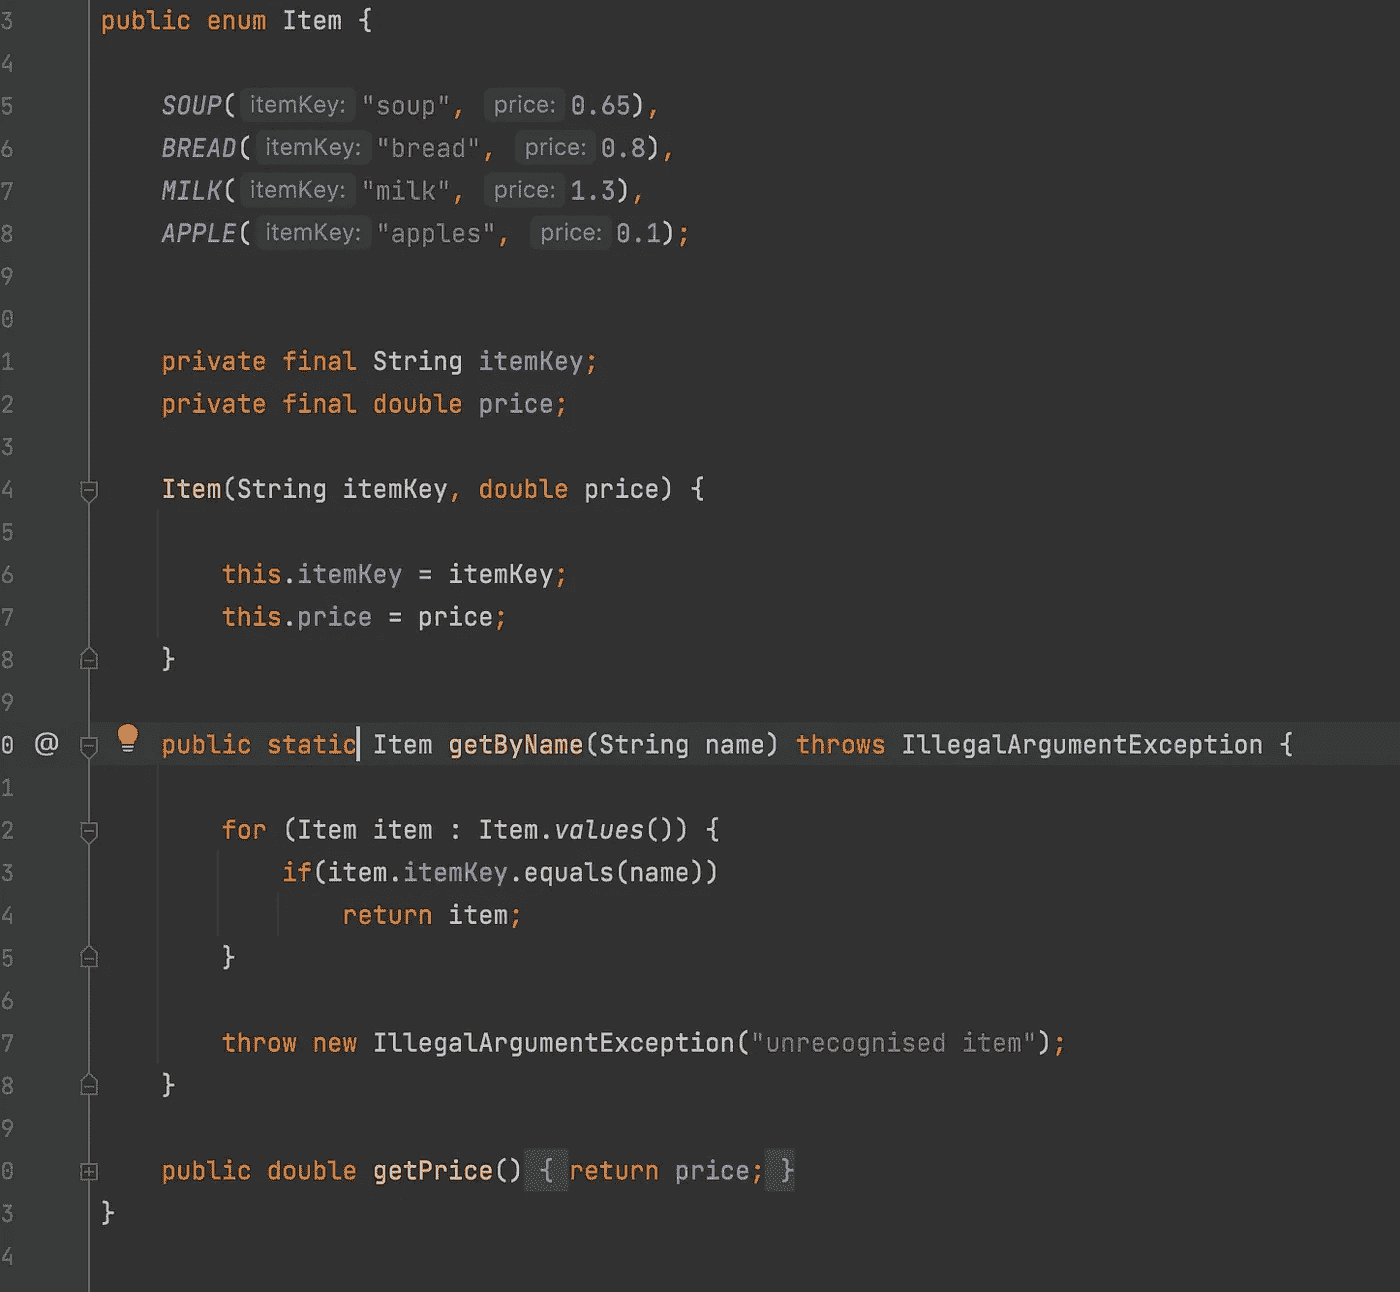 3 public enum Item {
4
5 SOUP( itemKey: "soup", price: 0.65),
6 BREAD( itemKey: "bread", price: 0.8),
7 MILK( itemKey: "milk", price: 1.3),
8 APPLE( itemKey: "apples", price: 0.1);
9
0
1 private final String itemKey;
2 private final double price;
3
4 Item(String itemKey, double price) {
5
6 this.itemKey = itemKey;
7 this.price = price;
8 }
9
0 @ public static Item getByName(String name) throws IllegalArgumentException {
1
2 for (Item item : Item.values()) {
3 if(item.itemKey.equals(name))
4 return item;
5 }
6
7 throw new IllegalArgumentException("unrecognised item");
8 }
9
0 public double getPrice() { return price; }
3 }
4